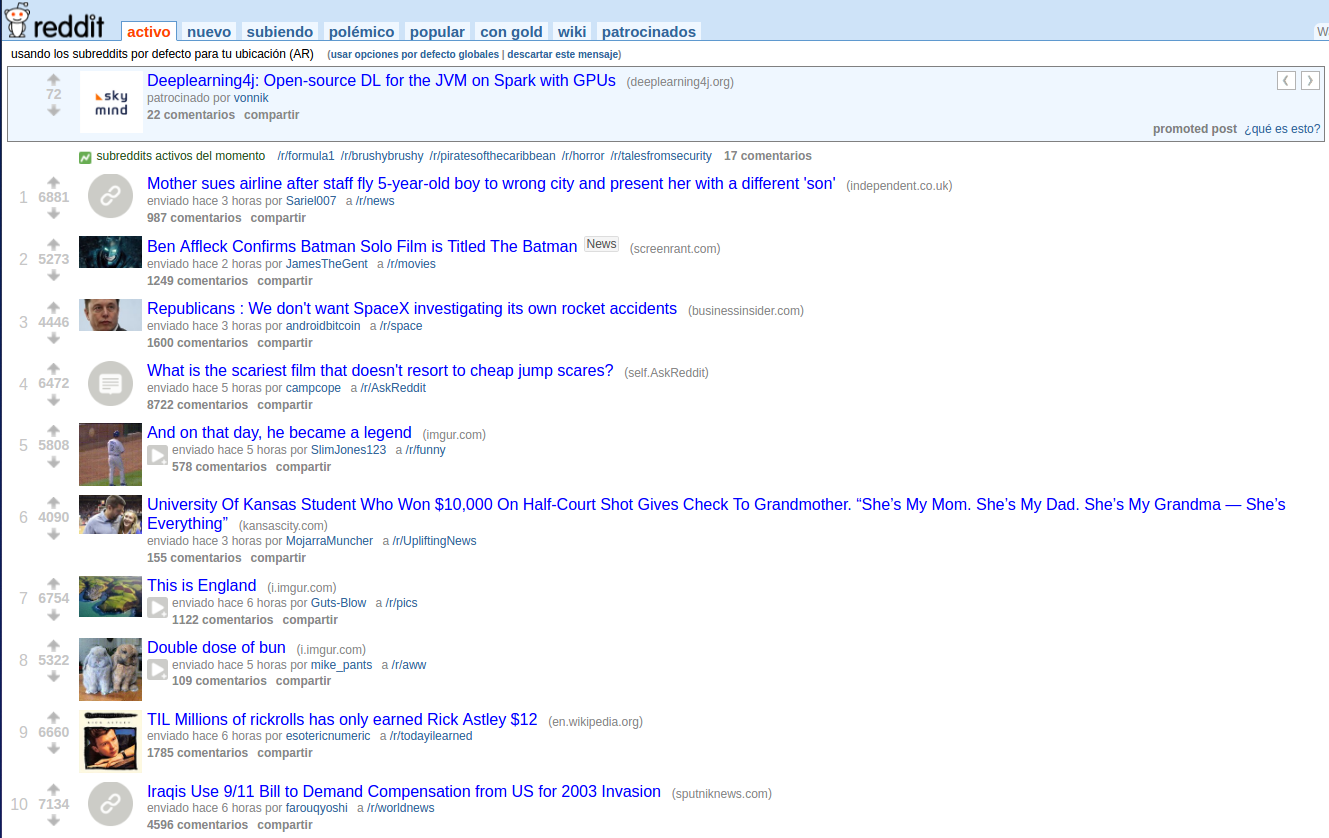 reddit activo nuevo subiendo polémico popular con gold wiki patrocinados W
usando los subreddits por defecto para tu ubicación (AR) (usar opciones por defecto globales | descartar este mensaje)
72
sky
mind
Deeplearning4j: Open-source DL for the JVM on Spark with GPUs (deeplearning4j.org)
patrocinado por vonnik
22 comentarios compartir
promoted post ¿qué es esto?
subreddits activos del momento /r/formula1 /r/brushybrushy /r/piratesofthecaribbean /r/horror /r/talesfromsecurity 17 comentarios
1 6881
Mother sues airline after staff fly 5-year-old boy to wrong city and present her with a different 'son' (independent.co.uk)
enviado hace 3 horas por Sariel007 a /r/news
987 comentarios compartir
2 5273
Ben Affleck Confirms Batman Solo Film is Titled The Batman News (screenrant.com)
enviado hace 2 horas por JamesTheGent a /r/movies
1249 comentarios compartir
3 4446
Republicans : We don't want SpaceX investigating its own rocket accidents (businessinsider.com)
enviado hace 3 horas por androidbitcoin a /r/space
1600 comentarios compartir
4 6472
What is the scariest film that doesn't resort to cheap jump scares? (self.AskReddit)
enviado hace 5 horas por campcope a /r/AskReddit
8722 comentarios compartir
5 5808
And on that day, he became a legend (imgur.com)
enviado hace 5 horas por SlimJones123 a /r/funny
578 comentarios compartir
6 4090
University Of Kansas Student Who Won $10,000 On Half-Court Shot Gives Check To Grandmother. “She’s My Mom. She’s My Dad. She’s My Grandma — She’s
Everything” (kansascity.com)
enviado hace 3 horas por MojarraMuncher a /r/UpliftingNews
155 comentarios compartir
7 6754
This is England (i.imgur.com)
enviado hace 6 horas por Guts-Blow a /r/pics
1122 comentarios compartir
8 5322
Double dose of bun (i.imgur.com)
enviado hace 5 horas por mike_pants a /r/aww
109 comentarios compartir
9 6660
TIL Millions of rickrolls has only earned Rick Astley $12 (en.wikipedia.org)
enviado hace 6 horas por esotericnumeric a /r/todayilearned
1785 comentarios compartir
10 7134
Iraqis Use 9/11 Bill to Demand Compensation from US for 2003 Invasion (sputniknews.com)
enviado hace 6 horas por farouqyoshi a /r/worldnews
4596 comentarios compartir